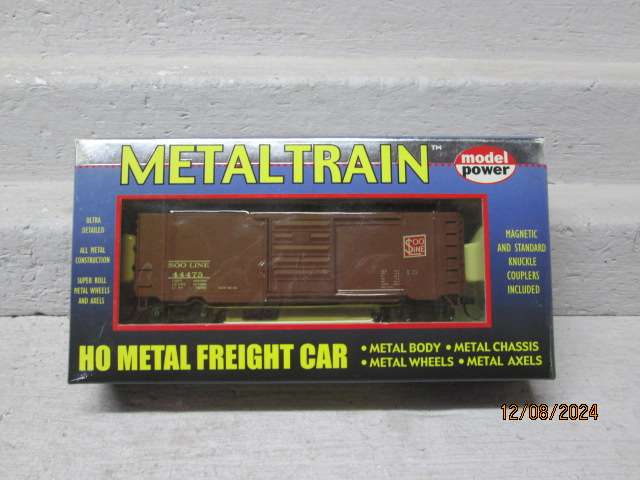 METALTRAIN™
model
power
ULTRA
DETAILED
ALL METAL
CONSTRUCTION
SUPER ROLL
METAL WHEELS
AND AXELS
SOO LINE
44475
SOO
LINE
MAGNETIC
AND STANDARD
KNUCKLE
COUPLERS
INCLUDED
HO METAL FREIGHT CAR
• METAL BODY • METAL CHASSIS
• METAL WHEELS • METAL AXELS
12/08/2024